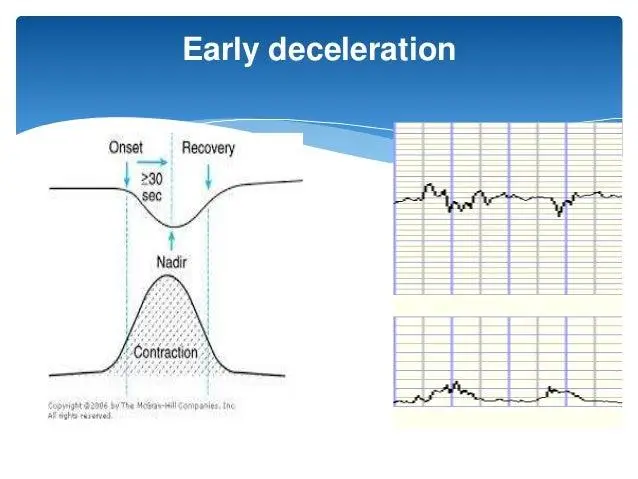 Early deceleration
Onset
Recovery
≥30
sec
Nadir
Contraction
Copyright @2006 by The McGraw-Hill Companies, Inc
All rights reserved.